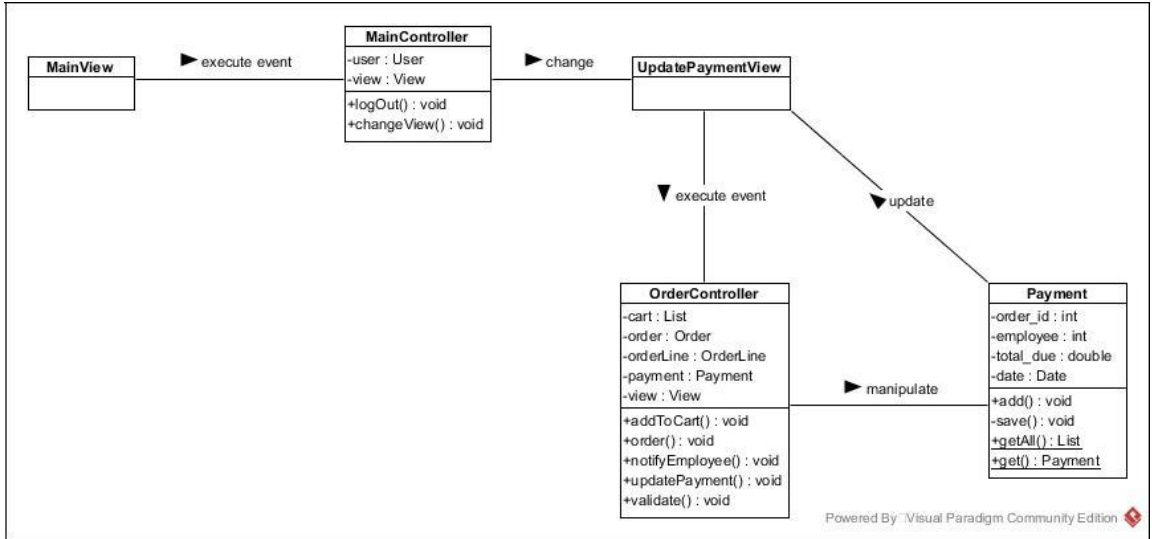 MainView
execute event
MainController
-user : User
-view : View
+logOut() : void
+changeView() : void
change
UpdatePaymentView
execute event
update
OrderController
-cart : List
-order : Order
-orderLine : OrderLine
-payment : Payment
-view : View
+addToCart() : void
+order() : void
+notifyEmployee() : void
+updatePayment() : void
+validate() : void
manipulate
Payment
-order_id : int
-employee : int
-total_due : double
-date : Date
+add() : void
-save() : void
+getAll() : List
+get() : Payment
Powered By Visual Paradigm Community Edition